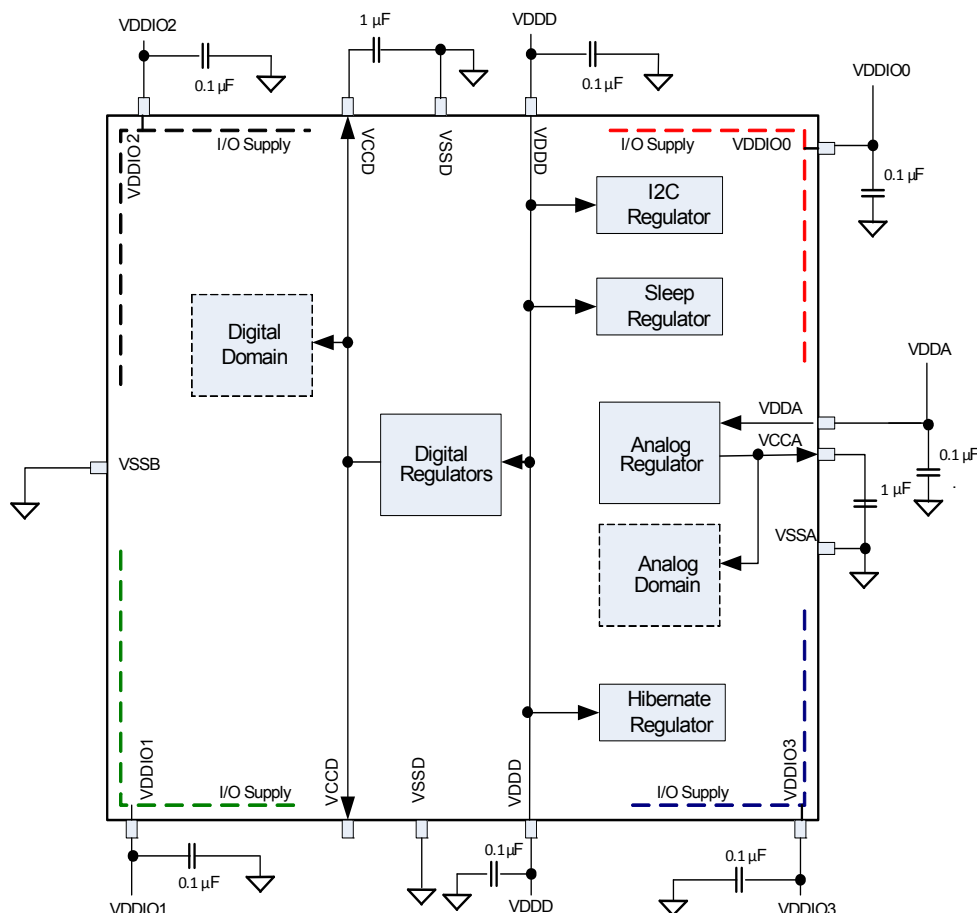 VDDIO2
1 µF
VDDD
0.1 µF
0.1 µF
VDDIO0
0.1 µF
VDDIO2
I/O Supply
VCCD
VSSD
VDDD
I/O Supply
VDDIO0
I2C
Regulator
Sleep
Regulator
Digital
Domain
VDDA
VDDA
Analog
Regulator
VCCA
0.1 µF
.
1 µF
Digital
Regulators
VSSB
VSSA
Analog
Domain
Hibernate
Regulator
VDDIO1
I/O Supply
VCCD
VSSD
VDDD
I/O Supply
VDDIO3
0.1 µF
0.1 µF
0.1 µF
VDDIO1
VDDD
VDDIO3